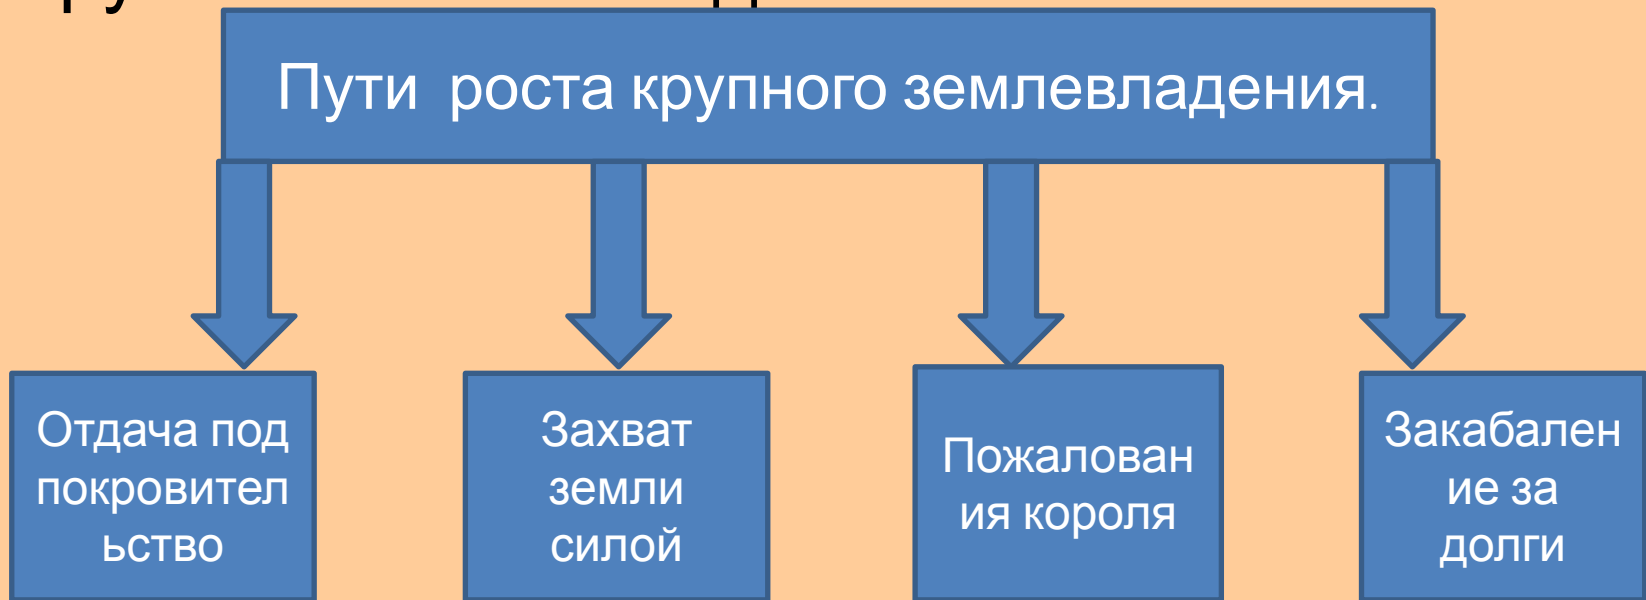 Пути роста крупного землевладения.
Отдача под
покровител
ьство
Захват
земли
силой
Пожалован
ия короля
Закабален
ие за
долги